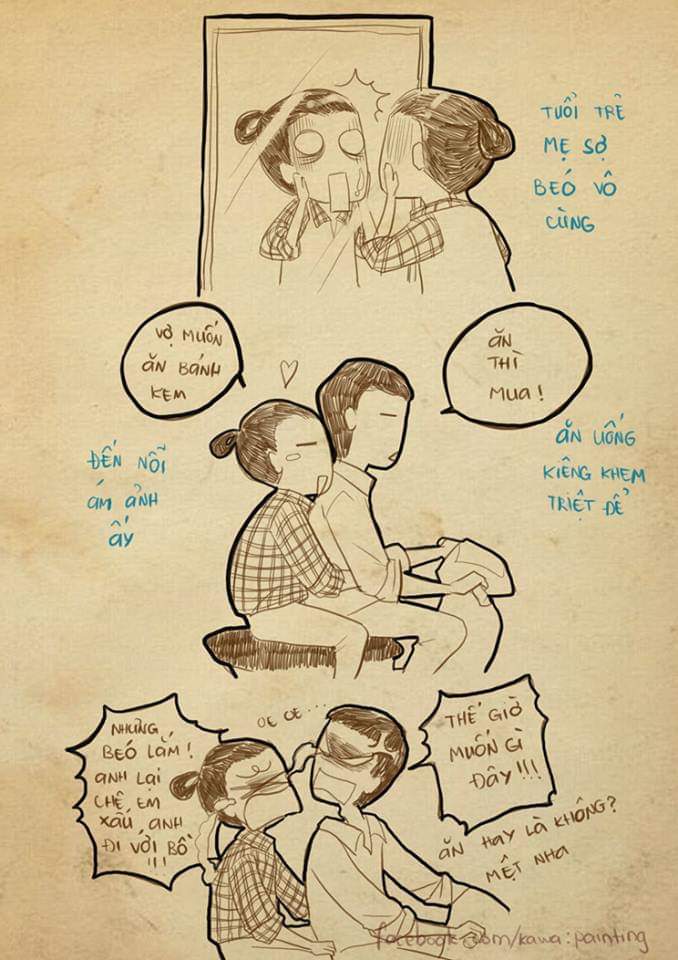 TUỔI TRẺ
MẸ SỢ
BEÓ VÔ
CÙNG
VỢ MUỐN
ĂN BÁNH
KEM
ĂN
THÌ
MUA!
ĐẾN NỖI
ÁM ẢNH
ẤY
ĂN UỐNG
KIÊNG KHEM
TRIỆT ĐỂ
OE OE...
NHƯNG
BEÓ LẮM!
ANH LẠI
CHÊ EM
XẤU, ANH
ĐI VỚI BỒ
!!!
THẾ GIỜ
MUỐN GÌ
ĐÂY!!!
ĂN HAY LÀ KHÔNG?
MỆT NHA
facebook.com/kawa:painting